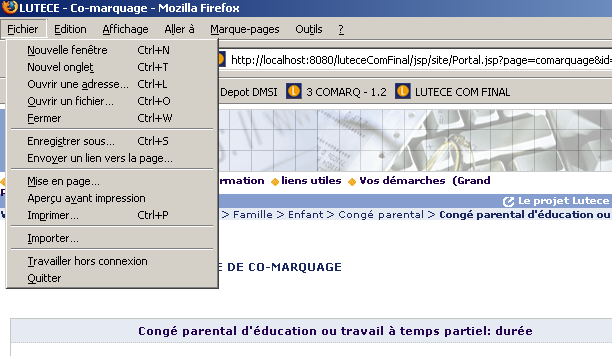 LUTECE - Co-marquage - Mozilla Firefox
Fichier Edition Affichage Aller à Marque-pages Outils ?
Nouvelle fenêtre Ctrl+N
Nouvel onglet Ctrl+T
http://localhost:8080/luteceComFinal/jsp/site/Portal.jsp?page=comarquage&id=
Ouvrir une adresse... Ctrl+L
Ouvrir un fichier... Ctrl+O
Depot DMSI 3 COMARQ - 1.2 LUTECE COM FINAL
Fermer Ctrl+W
Enregistrer sous... Ctrl+S
Envoyer un lien vers la page...
Mise en page...
rmation liens utiles Vos démarches (Grand
Aperçu avant impression
Le projet Lutece
Imprimer... Ctrl+P
> Famille > Enfant > Congé parental > Congé parental d'éducation ou
Importer...
Travailler hors connexion
E DE CO-MARQUAGE
Quitter
Congé parental d'éducation ou travail à temps partiel: durée